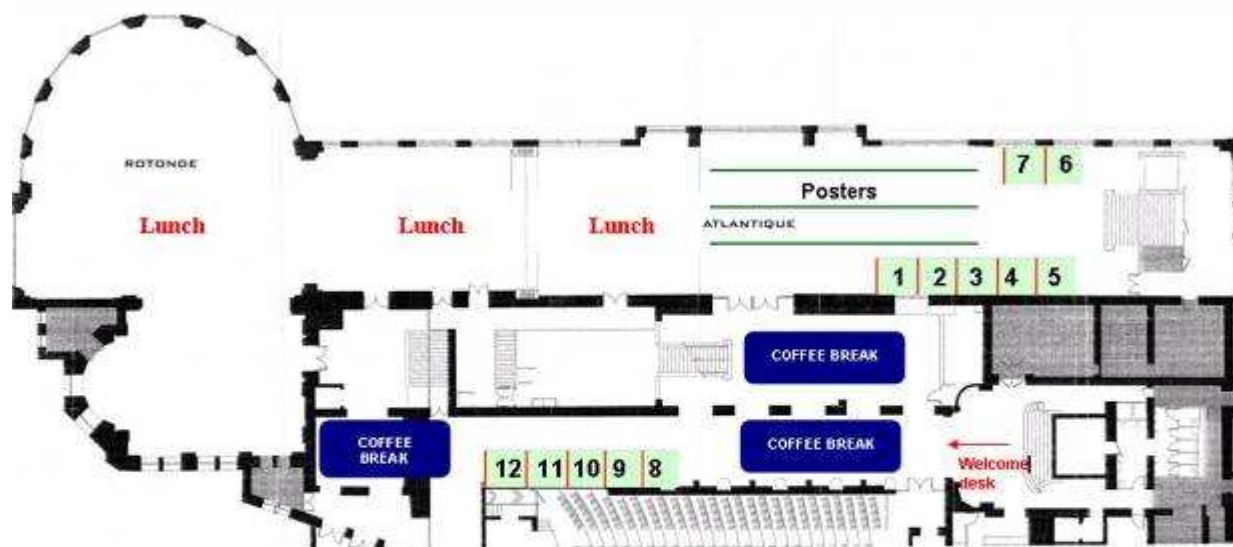 ROTONDE
Lunch
Lunch
Lunch
Posters
ATLANTIQUE
7 6
1 2 3 4 5
COFFEE BREAK
COFFEE
BREAK
COFFEE BREAK
Welcome
desk
12 11 10 9 8